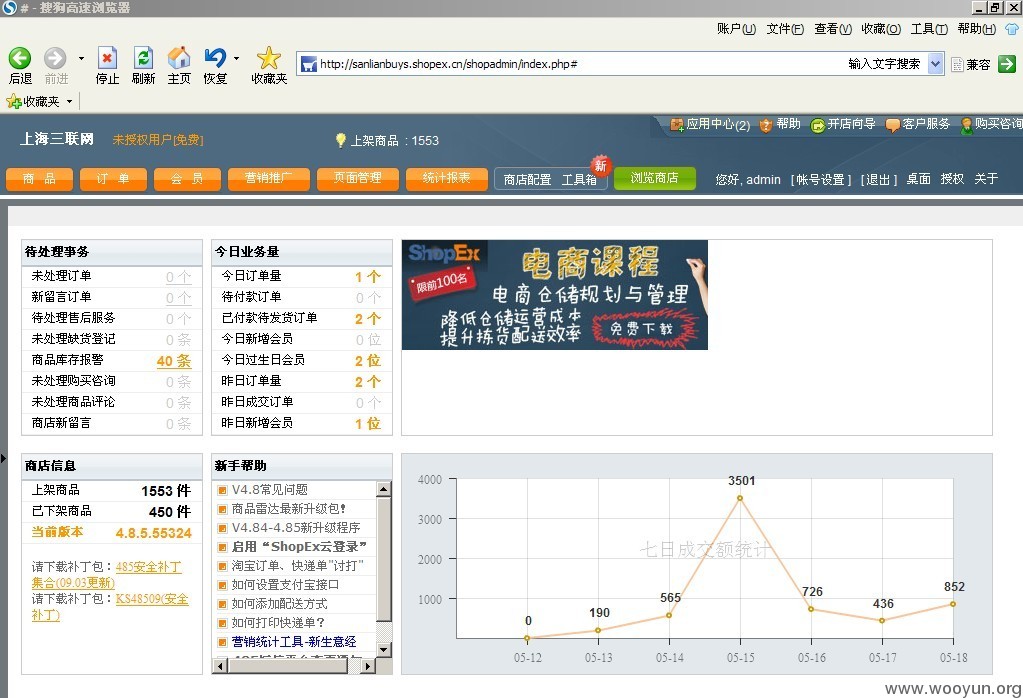 # - 搜狗高速浏览器
账户(U) 文件(F) 查看(V) 收藏(O) 工具(T) 帮助(H)
后退 前进 停止 刷新 主页 恢复 收藏夹
http://sanlianbuys.shopex.cn/shopadmin/index.php#
输入文字搜索 兼容
收藏夹
应用中心(2) 帮助 开店向导 客户服务 购买咨询
上海三联网 未授权用户[免费] 上架商品 : 1553
商 品 订 单 会 员 营销推广 页面管理 统计报表 商店配置 工具箱 新 浏览商店 您好, admin [帐号设置] [退出] 桌面 授权 关于
待处理事务
未处理订单 0 个
新留言订单 0 个
待处理售后服务 0 个
未处理缺货登记 0 条
商品库存报警 40 条
未处理购买咨询 0 条
未处理商品评论 0 条
商店新留言 0 条
今日业务量
今日订单量 1 个
待付款订单 0 个
已付款待发货订单 2 个
今日新增会员 0 位
今日过生日会员 2 位
昨日订单量 2 个
昨日成交订单 0 个
昨日新增会员 1 位
ShopEx
限前100名
电商课程
电商仓储规划与管理
降低仓储运营成本
提升拣货配送效率
免费下载
商店信息
上架商品 1553 件
已下架商品 450 件
当前版本 4.8.5.55324
请下载补丁包：485安全补丁
集合(09.03更新)
请下载补丁包：KS48509(安全
补丁)
新手帮助
V4.8常见问题
商品雷达最新升级包!
V4.84-4.85新升级程序
启用“ShopEx云登录”
淘宝订单、快递单"讨打"
如何设置支付宝接口
如何添加配送方式
如何打印快递单？
营销统计工具-新生意经
七日成交额统计
4000
3000
2000
1000
0 190 565 3501 726 436 852
05-12 05-13 05-14 05-15 05-16 05-17 05-18
www.wooyun.org